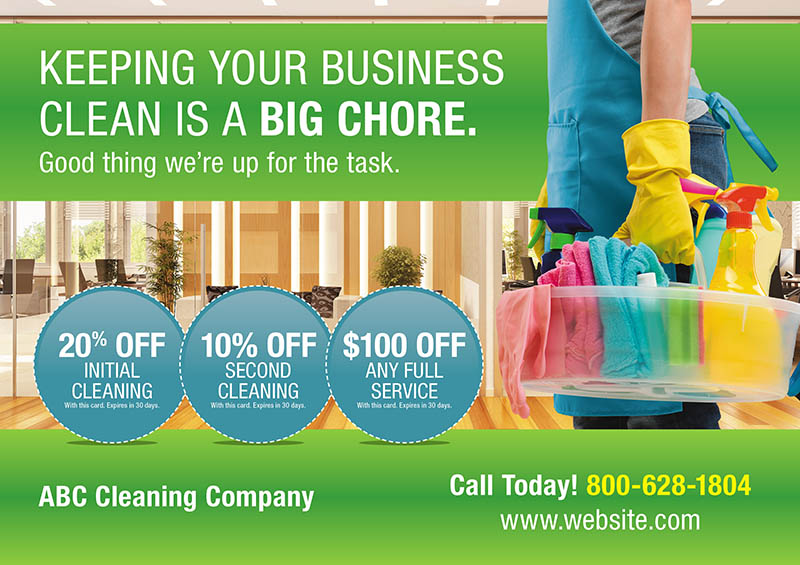 KEEPING YOUR BUSINESS
CLEAN IS A BIG CHORE.
Good thing we're up for the task.
20% OFF
INITIAL
CLEANING
With this card. Expires in 30 days.
10% OFF
SECOND
CLEANING
With this card. Expires in 30 days.
$100 OFF
ANY FULL
SERVICE
With this card. Expires in 30 days.
ABC Cleaning Company
Call Today! 800-628-1804
www.website.com